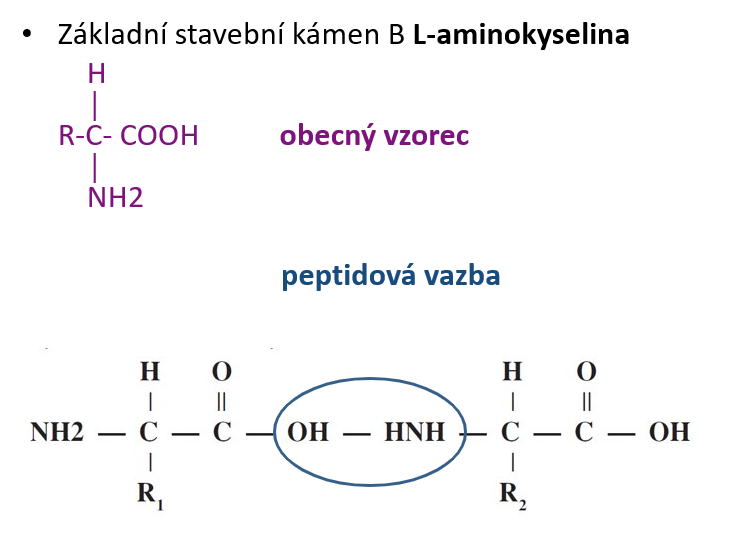 • Základní stavební kámen B L-aminokyselina
H
|
R-C- COOH obecný vzorec
|
NH2
peptidová vazba
H O H O
| || | ||
NH2 — C — C — OH — HNH — C — C — OH
| |
R₁ R₂